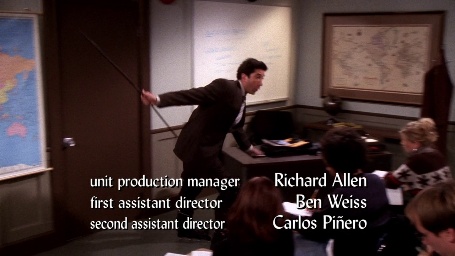 unit production manager Richard Allen
first assistant director Ben Weiss
second assistant director Carlos Piñero